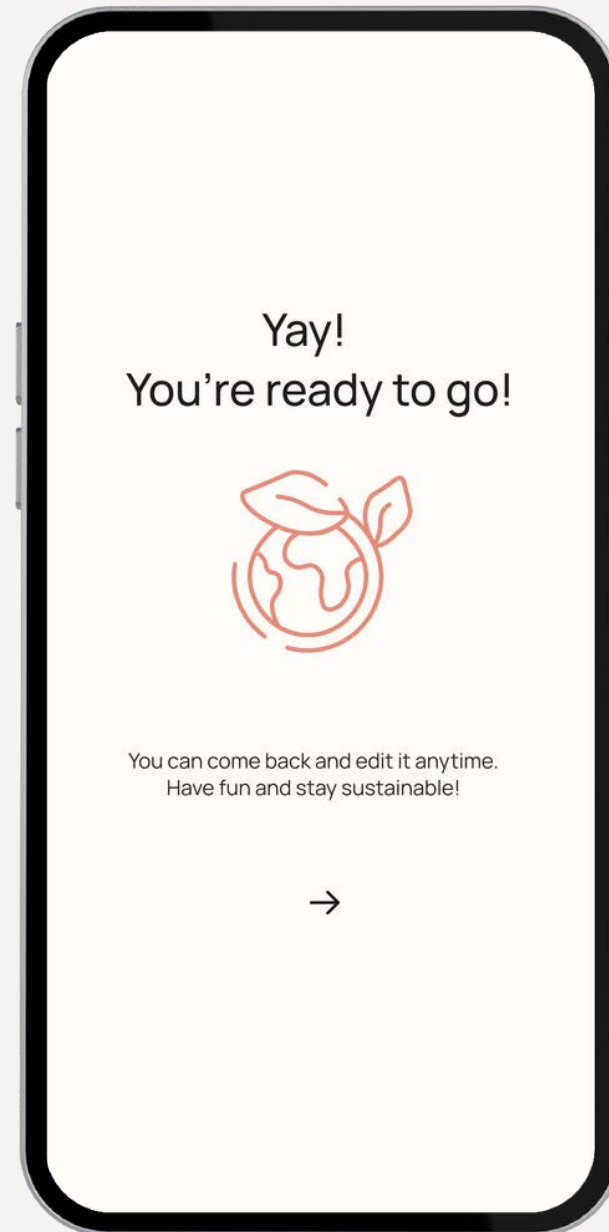 Yay!
You’re ready to go!
You can come back and edit it anytime.
Have fun and stay sustainable!